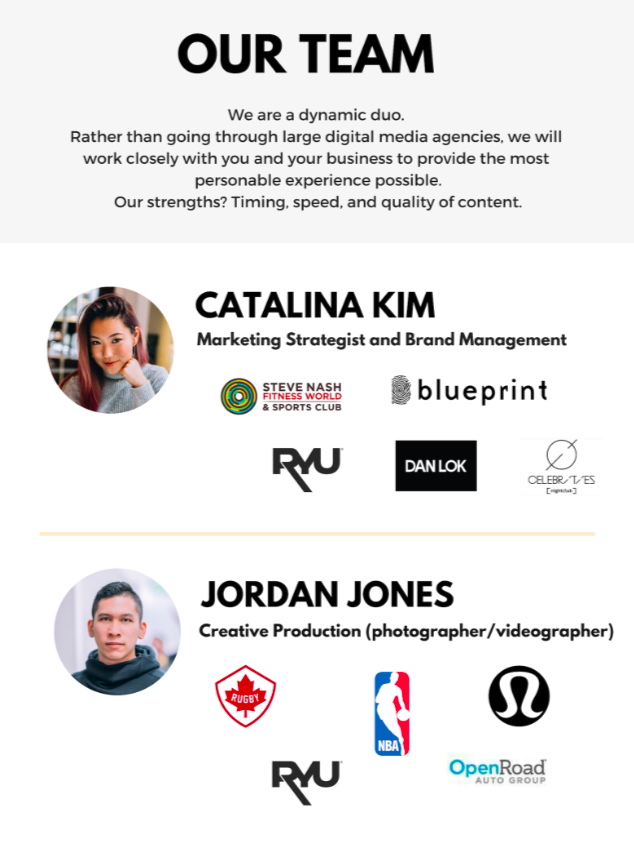 OUR TEAM
We are a dynamic duo.
Rather than going through large digital media agencies, we will
work closely with you and your business to provide the most
personable experience possible.
Our strengths? Timing, speed, and quality of content.
CATALINA KIM
Marketing Strategist and Brand Management
STEVE NASH
FITNESS WORLD
& SPORTS CLUB
blueprint
RYU
DAN LOK
CELEBRITIES
[nightclub]
JORDAN JONES
Creative Production (photographer/videographer)
RUGBY
NBA
RYU
OpenRoad
AUTO GROUP